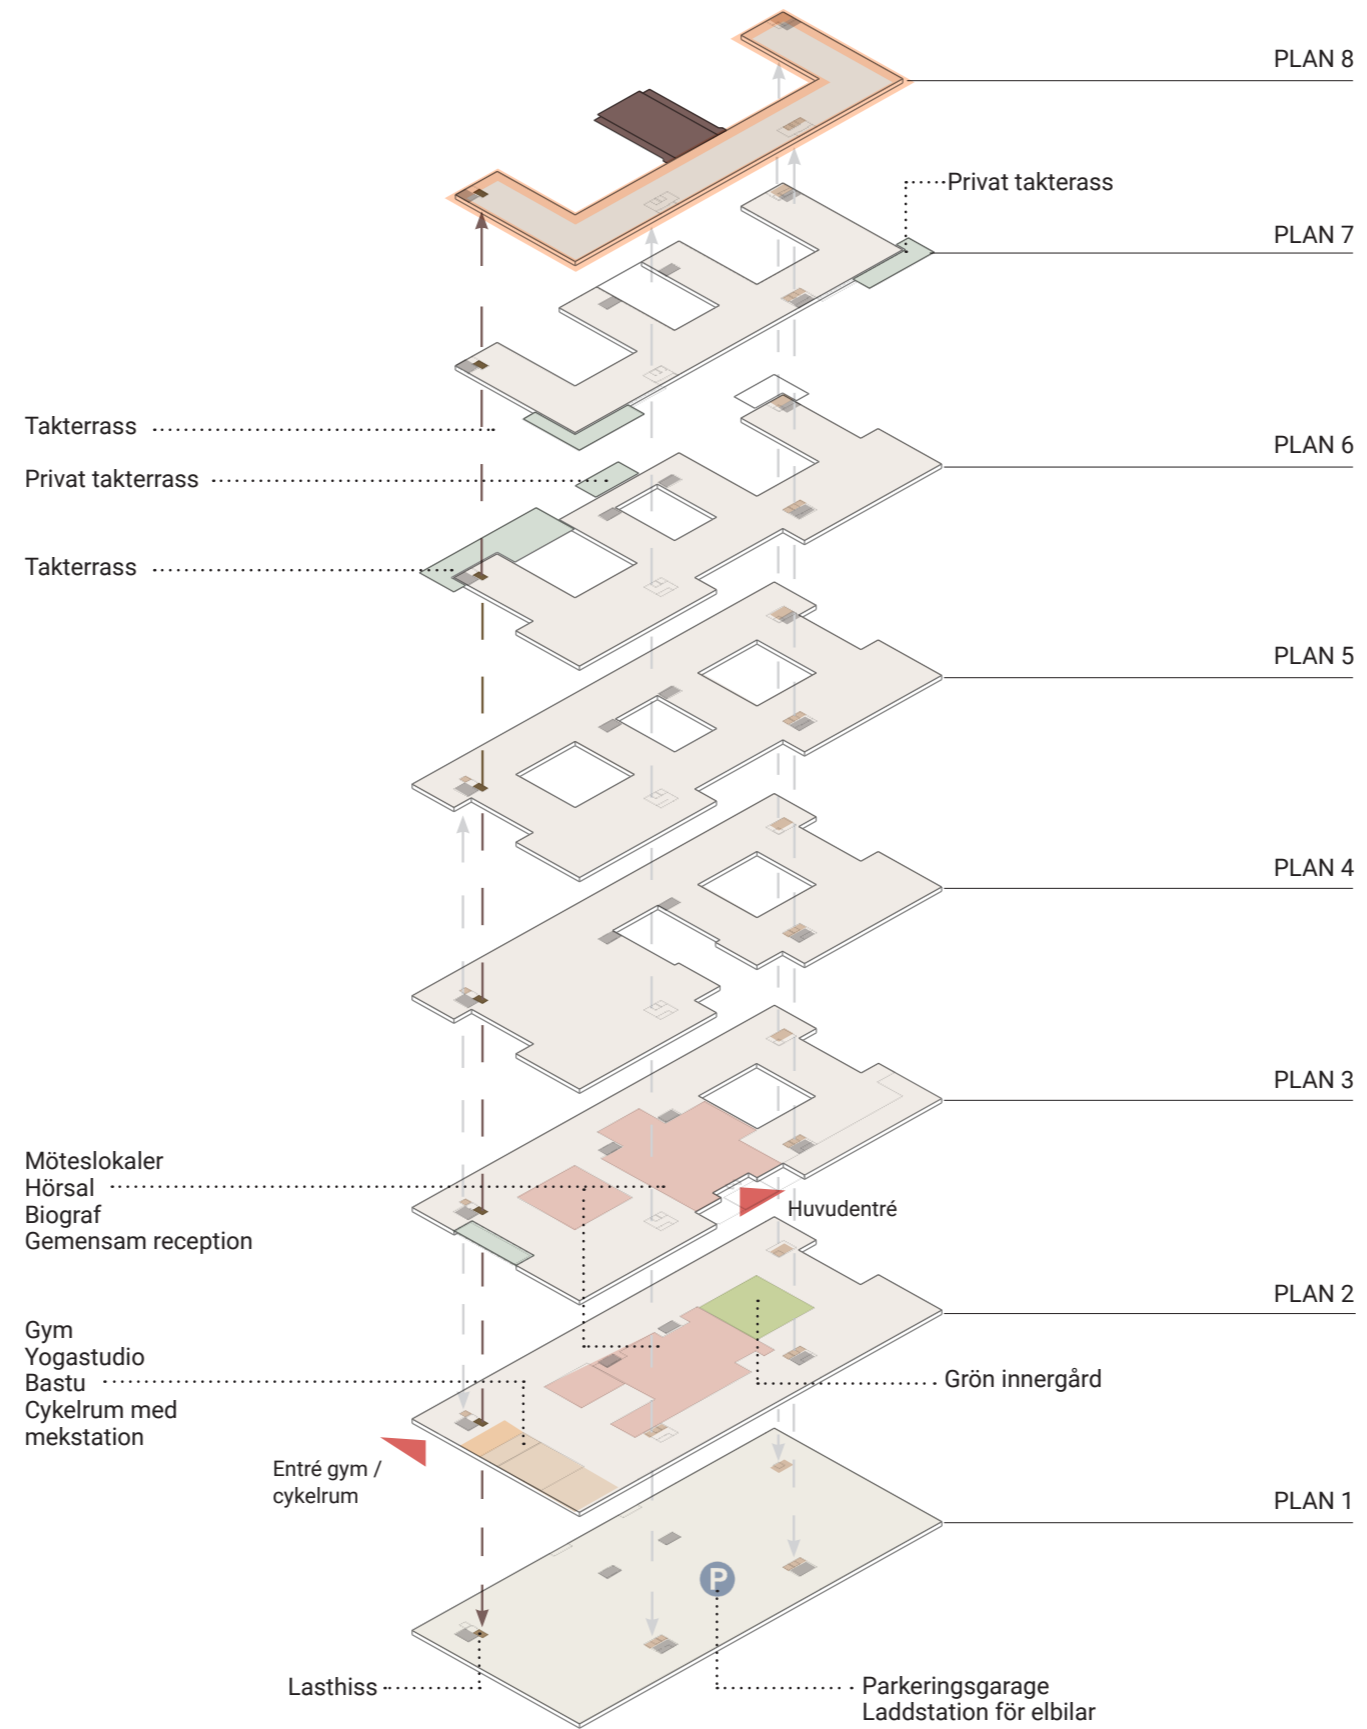 PLAN 8
Privat takterass
PLAN 7
Takterrass
PLAN 6
Privat takterrass
Takterrass
PLAN 5
PLAN 4
PLAN 3
Möteslokaler
Hörsal
Biograf
Gemensam reception
Huvudentré
PLAN 2
Gym
Yogastudio
Bastu
Cykelrum med
mekstation
Grön innergård
Entré gym /
cykelrum
PLAN 1
P
Lasthiss
Parkeringsgarage
Laddstation för elbilar